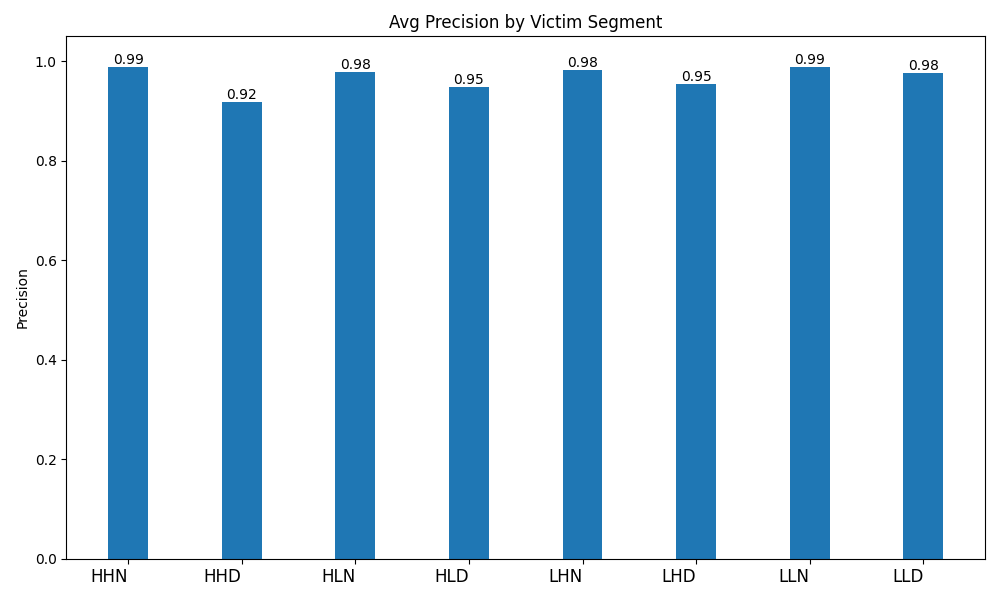 Avg Precision by Victim Segment
Precision
1.0
0.8
0.6
0.4
0.2
0.0
0.99
0.92
0.98
0.95
0.98
0.95
0.99
0.98
HHN
HHD
HLN
HLD
LHN
LHD
LLN
LLD